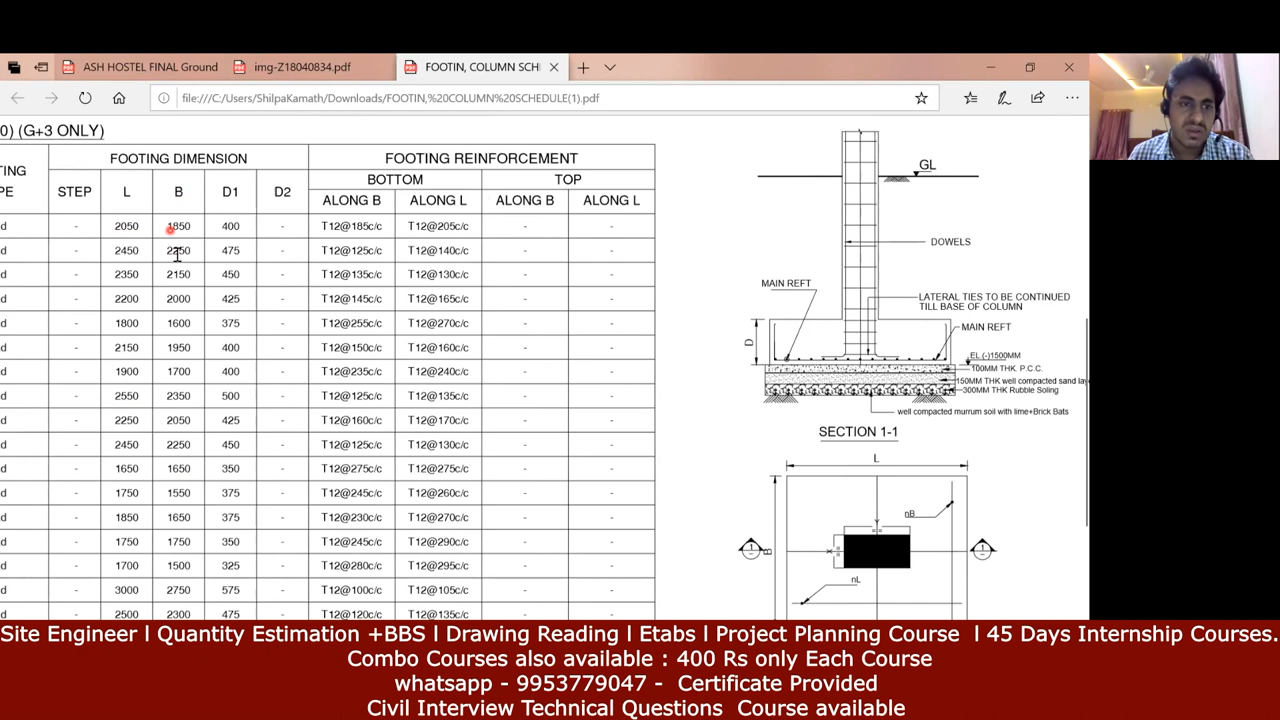 ASH HOSTEL FINAL Ground
img-Z18040834.pdf
FOOTIN, COLUMN SCH
file:///C:/Users/ShilpaKamath/Downloads/FOOTIN,%20COLUMN%20SCHEDULE(1).pdf
0) (G+3 ONLY)
TING
PE
FOOTING DIMENSION
FOOTING REINFORCEMENT
STEP L B D1 D2
BOTTOM TOP
ALONG B ALONG L ALONG B ALONG L
d - 2050 1850 400 - T12@185c/c T12@205c/c - -
d - 2450 475 - T12@125c/c T12@140c/c - -
d - 2350 2150 450 - T12@135c/c T12@130c/c - -
d - 2200 2000 425 - T12@145c/c T12@165c/c - -
d - 1800 1600 375 - T12@255c/c T12@270c/c - -
d - 2150 1950 400 - T12@150c/c T12@160c/c - -
d - 1900 1700 400 - T12@235c/c T12@240c/c - -
d - 2550 2350 500 - T12@125c/c T12@135c/c - -
d - 2250 2050 425 - T12@160c/c T12@170c/c - -
d - 2450 2250 450 - T12@125c/c T12@130c/c - -
d - 1650 1650 350 - T12@275c/c T12@275c/c - -
d - 1750 1550 375 - T12@245c/c T12@260c/c - -
d - 1850 1650 375 - T12@230c/c T12@270c/c - -
d - 1750 1750 350 - T12@245c/c T12@290c/c - -
d - 1700 1500 325 - T12@280c/c T12@295c/c - -
d - 3000 2750 575 - T12@100c/c T12@105c/c - -
d - 2500 2300 475 - T12@120c/c T12@135c/c - -
GL
DOWELS
MAIN REFT
LATERAL TIES TO BE CONTINUED
TILL BASE OF COLUMN
MAIN REFT
D
EL.(-)1500MM
100MM THK. P.C.C.
150MM THK well compacted sand lay
300MM THK Rubble Soling
well compacted murrum soil with lime+Brick Bats
SECTION 1-1
L
nB
Y
1
B
X
1
nL
Site Engineer l Quantity Estimation +BBS l Drawing Reading l Etabs l Project Planning Course l 45 Days Internship Courses.
Combo Courses also available : 400 Rs only Each Course
whatsapp - 9953779047 - Certificate Provided
Civil Interview Technical Questions Course available